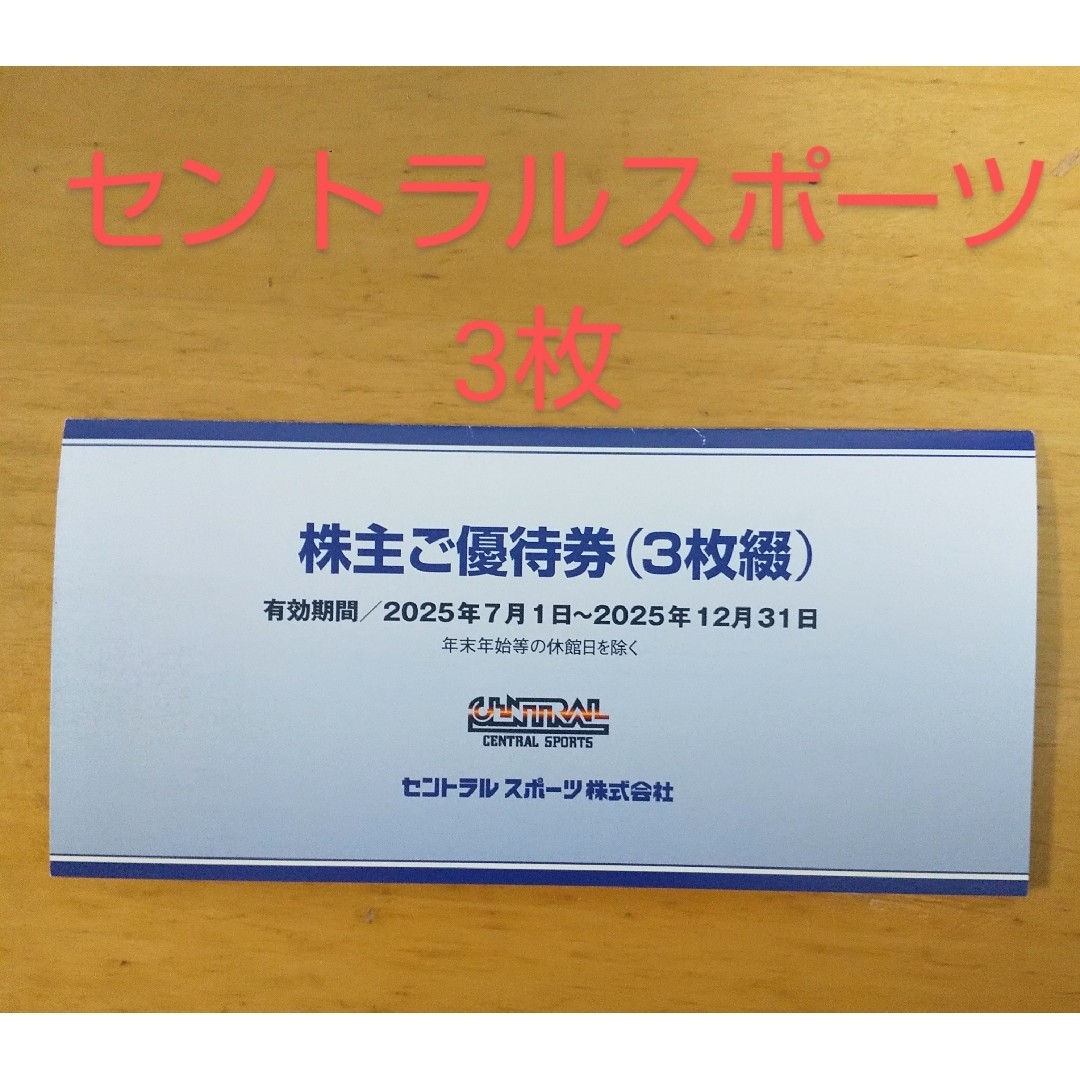 セントラルスポーツ
3枚
株主ご優待券(3枚綴)
有効期間/2025年7月1日~2025年12月31日
年末年始等の休館日を除く
CENTRAL
CENTRAL SPORTS
セントラルスポーツ株式会社